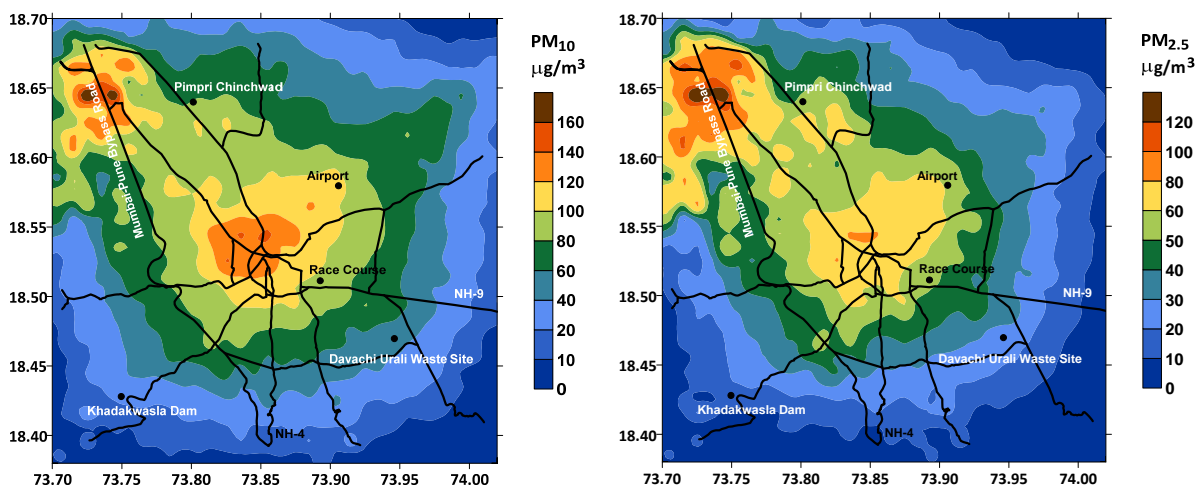 18.70
18.65
18.60
18.55
18.50
18.45
18.40
73.70 73.75 73.80 73.85 73.90 73.95 74.00
Pimpri Chinchwad
Mumbai-Pune Bypass Road
Airport
Race Course
NH-9
Davachi Urali Waste Site
Khadakwasla Dam
NH-4
PM10
μg/m3
160
140
120
100
80
60
40
20
10
0
18.70
18.65
18.60
18.55
18.50
18.45
18.40
73.70 73.75 73.80 73.85 73.90 73.95 74.00
Pimpri Chinchwad
Mumbai-Pune Bypass Road
Airport
Race Course
NH-9
Davachi Urali Waste Site
Khadakwasla Dam
NH-4
PM2.5
μg/m3
120
100
80
60
50
40
30
20
10
0